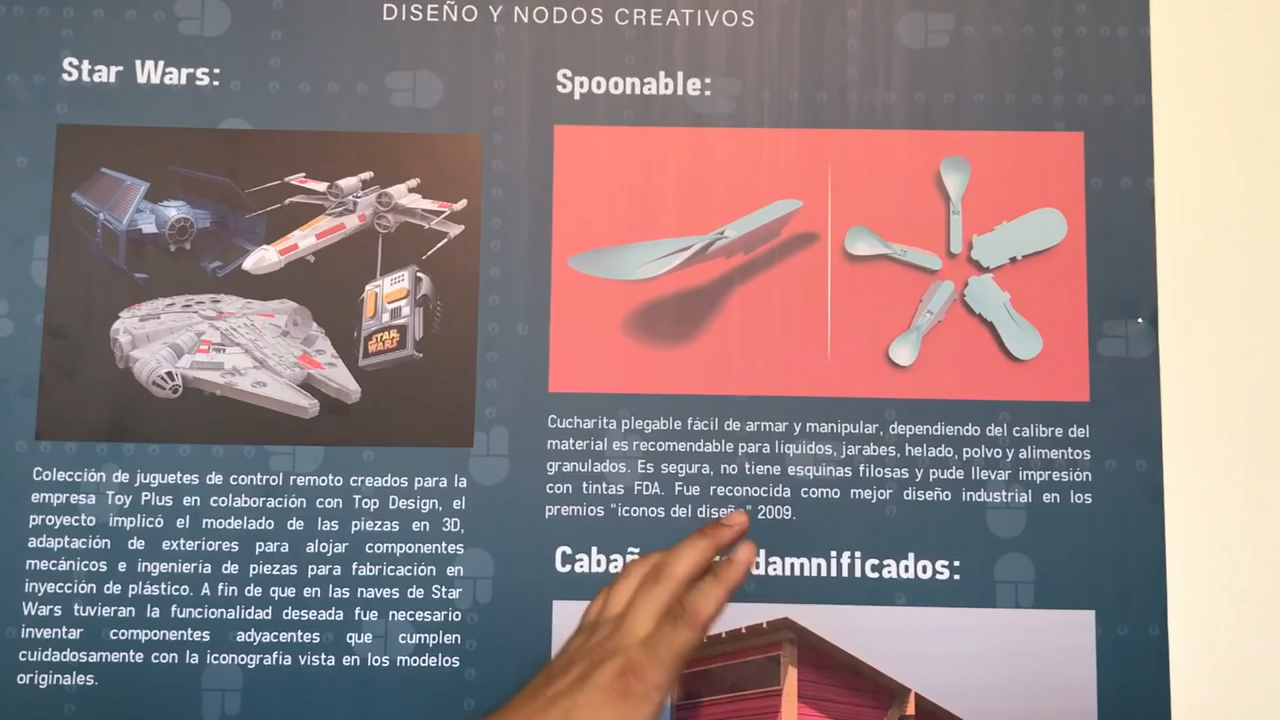 DISEÑO Y NODOS CREATIVOS
Star Wars:
STAR
WARS
Colección de juguetes de control remoto creados para la
empresa Toy Plus en colaboración con Top Design, el
proyecto implicó el modelado de las piezas en 3D,
adaptación de exteriores para alojar componentes
mecánicos e ingeniería de piezas para fabricación en
inyección de plástico. A fin de que en las naves de Star
Wars tuvieran la funcionalidad deseada fue necesario
inventar componentes adyacentes que cumplen
cuidadosamente con la iconografía vista en los modelos
originales.
Spoonable:
Cucharita plegable fácil de armar y manipular, dependiendo del calibre del
material es recomendable para líquidos, jarabes, helado, polvo y alimentos
granulados. Es segura, no tiene esquinas filosas y pude llevar impresión
con tintas FDA. Fue reconocida como mejor diseño industrial en los
premios “iconos del diseño” 2009.
damnificados: